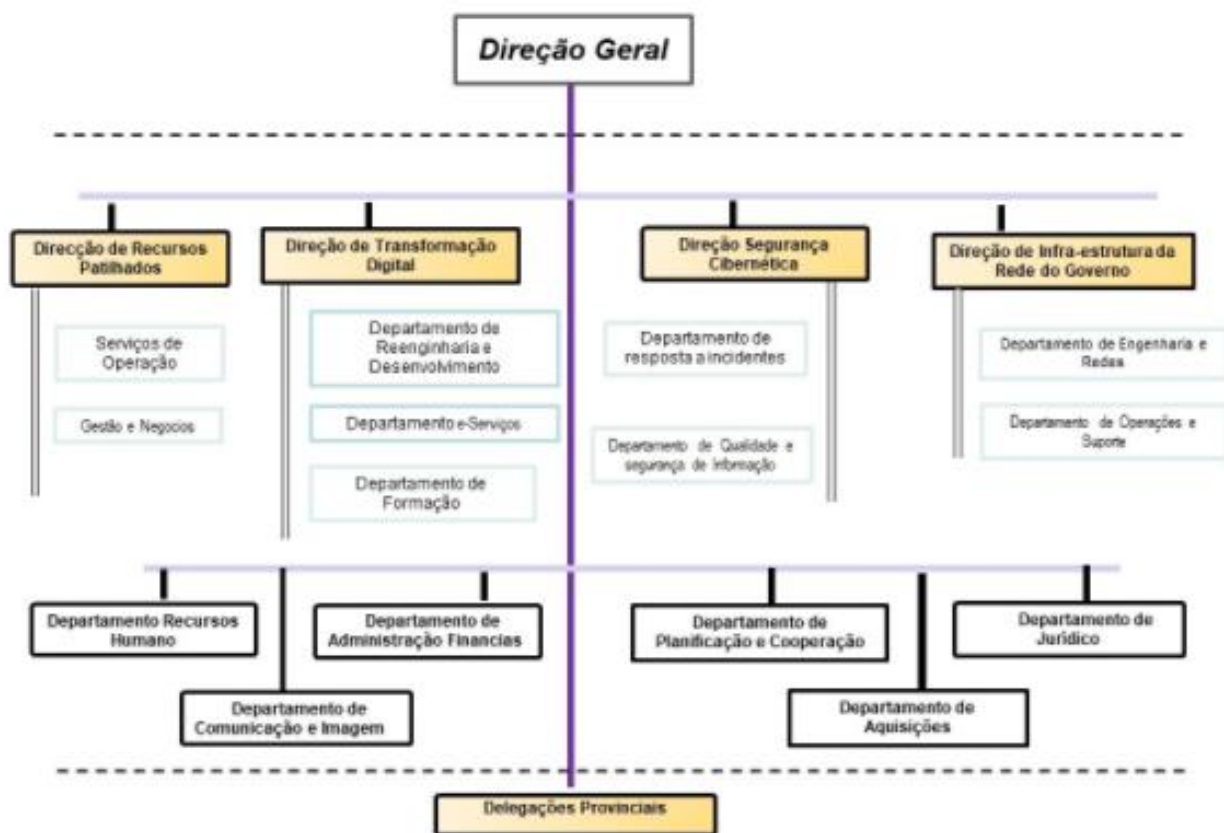 Direção Geral
Direcção de Recursos
Patilhados
Direção de Transformação
Digital
Direção Segurança
Cibernética
Direção de Infra-estrutura da
Rede do Governo
Serviços de
Operação
Gestão e Negocios
Departamento de
Reenginharia e
Desenvolvimento
Departamento e-Serviços
Departamento de
Formação
Departamento de
resposta a incidentes
Departamento de Qualidade e
segurança de Informação
Departamento de Engenharia e
Redes
Departamento de Operações e
Suporte
Departamento Recursos
Humano
Departamento de
Administração Financias
Departamento de
Planificação e Cooperação
Departamento de
Jurídico
Departamento de
Comunicação e Imagem
Departamento de
Aquisições
Delegações Provinciais